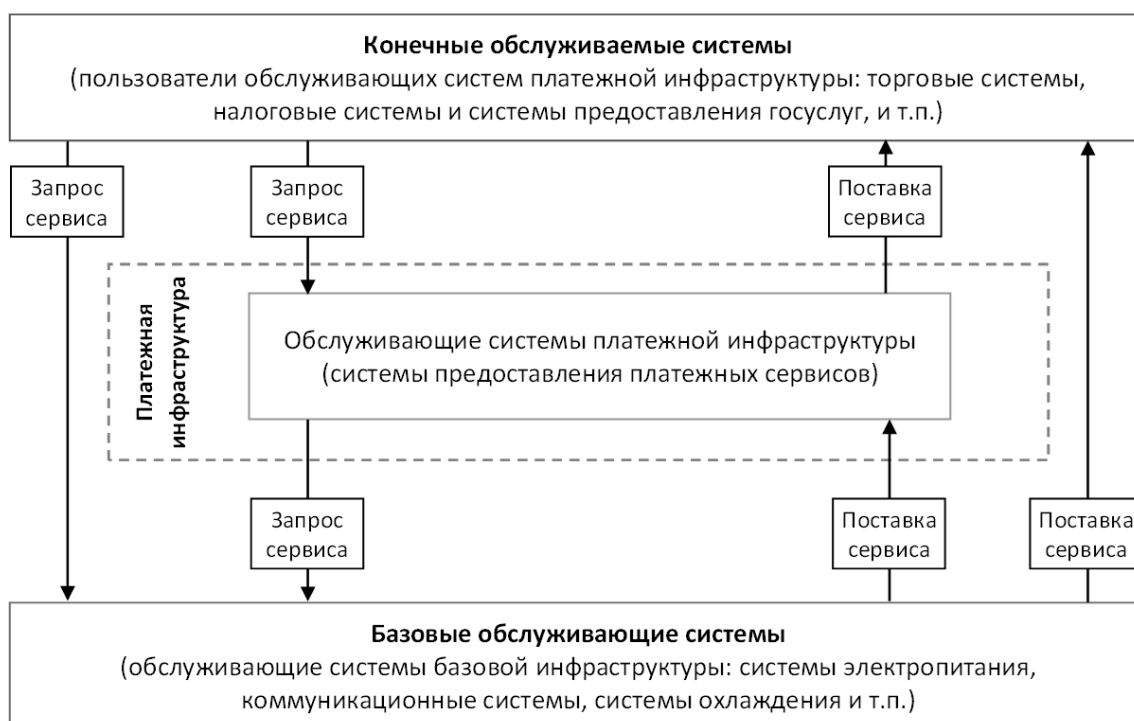 Конечные обслуживаемые системы
(пользователи обслуживающих систем платежной инфраструктуры: торговые системы,
налоговые системы и системы предоставления госуслуг, и т.п.)
Запрос
сервиса
Запрос
сервиса
Поставка
сервиса
Платежная
инфраструктура
Обслуживающие системы платежной инфраструктуры
(системы предоставления платежных сервисов)
Запрос
сервиса
Поставка
сервиса
Поставка
сервиса
Базовые обслуживающие системы
(обслуживающие системы базовой инфраструктуры: системы электропитания,
коммуникационные системы, системы охлаждения и т.п.)